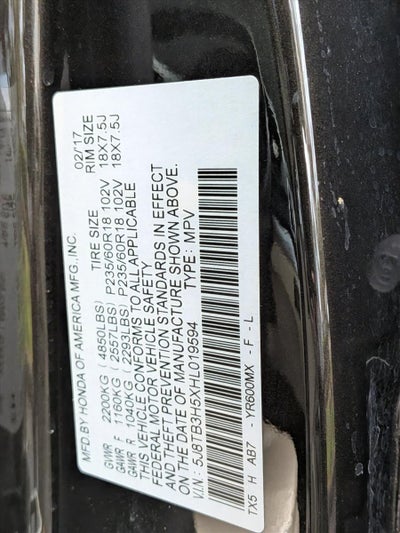 MFD.BY HONDA OF AMERICA MFG.,INC. 02/17
TIRE SIZE RIM SIZE
GVWR 2200KG ( 4850LBS)
GAWR F 1160KG ( 2557LBS) P235/60R18 102V 18X7.5J
GAWR R 1040KG ( 2293LBS) P235/60R18 102V 18X7.5J
THIS VEHICLE CONFORMS TO ALL APPLICABLE
FEDERAL MOTOR VEHICLE SAFETY
AND THEFT PREVENTION STANDARDS IN EFFECT
ON THE DATE OF MANUFACTURE SHOWN ABOVE.
V.I.N.: 5J8TB3H5XHL019594 TYPE: MPV
TX5 H AB7 - YR600MX - F - L